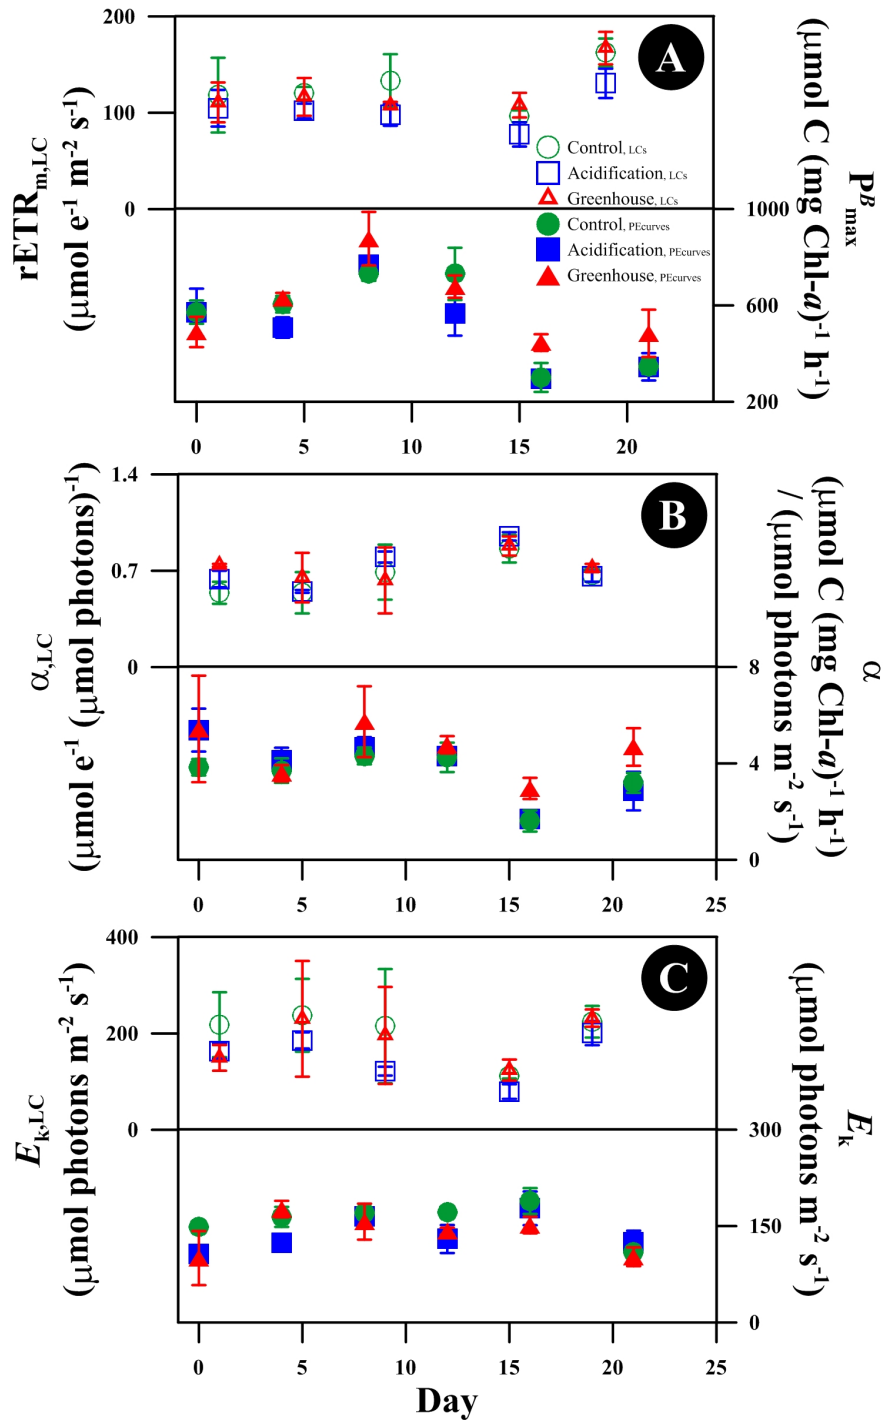 200
100
0
A
rETR m,LC
(μmol e-1 m-2 s-1)
P B max
(μmol C (mg Chl-a)-1 h-1)
Control, LCs
Acidification, LCs
Greenhouse, LCs
Control, PEcurves
Acidification, PEcurves
Greenhouse, PEcurves
1000
600
200
0 5 10 15 20
1.4
0.7
0
B
α,LC
(μmol e-1 (μmol photons)-1)
α
(μmol C (mg Chl-a)-1 h-1)
/ (μmol photons m-2 s-1)
8
4
0
0 5 10 15 20 25
400
200
0
C
Ek,LC
(μmol photons m-2 s-1)
Ek
(μmol photons m-2 s-1)
300
150
0
0 5 10 15 20 25
Day